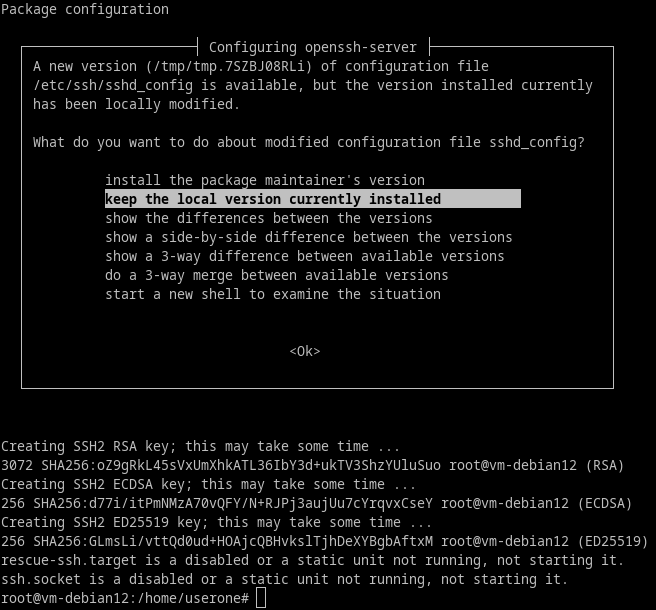 Package configuration
Configuring openssh-server
A new version (/tmp/tmp.7SZBJ08RLi) of configuration file
/etc/ssh/sshd_config is available, but the version installed currently
has been locally modified.
What do you want to do about modified configuration file sshd_config?
install the package maintainer's version
keep the local version currently installed
show the differences between the versions
show a side-by-side difference between the versions
show a 3-way difference between available versions
do a 3-way merge between available versions
start a new shell to examine the situation
<Ok>
Creating SSH2 RSA key; this may take some time ...
3072 SHA256:oZ9gRkL45sVxUmXhkATL36IbY3d+ukTV3ShzYUluSuo root@vm-debian12 (RSA)
Creating SSH2 ECDSA key; this may take some time ...
256 SHA256:d77i/itPmNMzA70vQFY/N+RJPj3aujUu7cYrqvxCseY root@vm-debian12 (ECDSA)
Creating SSH2 ED25519 key; this may take some time ...
256 SHA256:GLmsLi/vttQd0ud+HOAjcQBHvkslTjhDeXYBgbAftxM root@vm-debian12 (ED25519)
rescue-ssh.target is a disabled or a static unit not running, not starting it.
ssh.socket is a disabled or a static unit not running, not starting it.
root@vm-debian12:/home/userone#